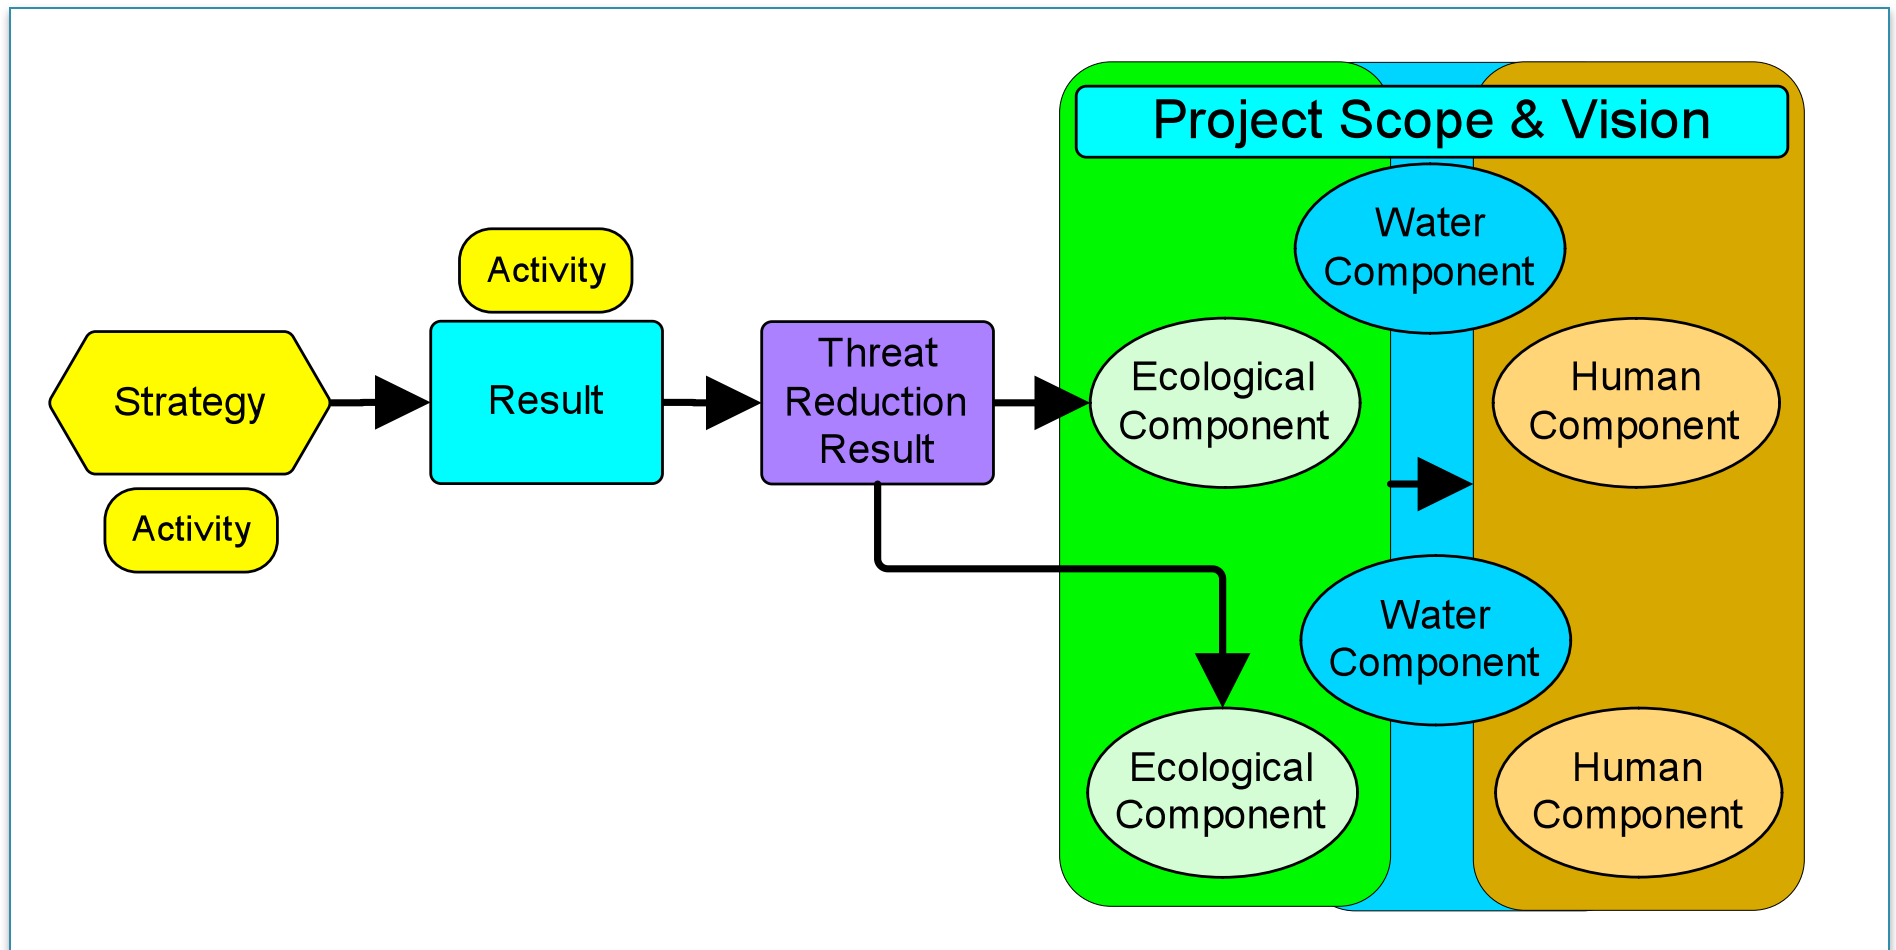 Project Scope & Vision
Water
Component
Activity
Strategy
Result
Threat
Reduction
Result
Ecological
Component
Human
Component
Activity
Water
Component
Ecological
Component
Human
Component